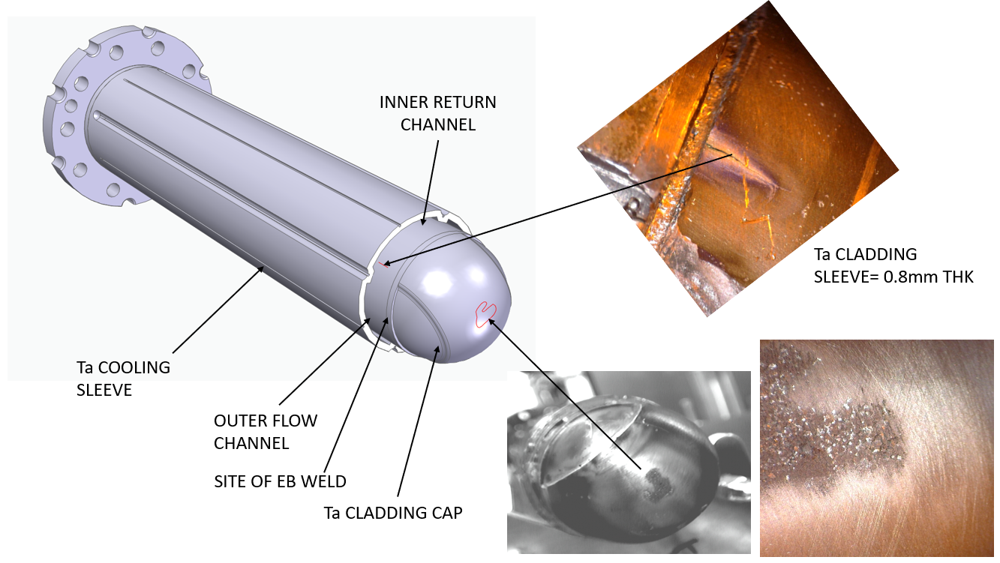 INNER RETURN
CHANNEL
Ta CLADDING
SLEEVE= 0.8mm THK
Ta COOLING
SLEEVE
OUTER FLOW
CHANNEL
SITE OF EB WELD
Ta CLADDING CAP